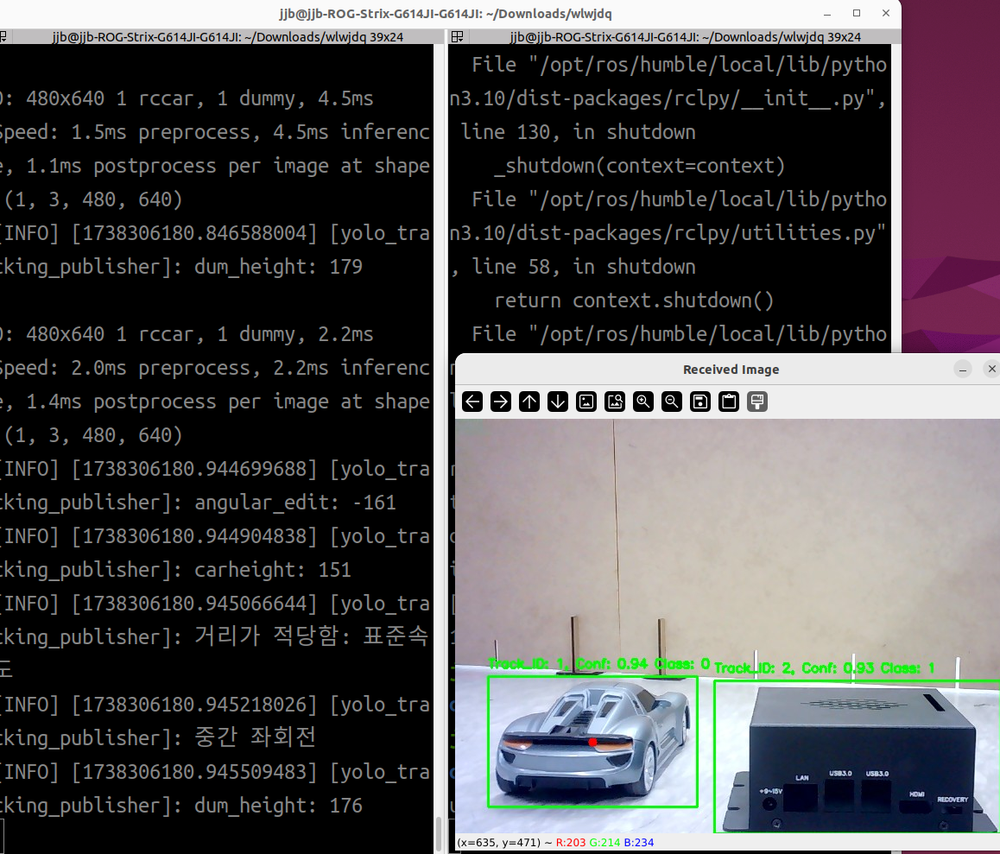 jjb@jjb-ROG-Strix-G614JI-G614JI: ~/Downloads/wlwjdq
jjb@jjb-ROG-Strix-G614JI-G614JI: ~/Downloads/wlwjdq 39x24
: 480x640 1 rccar, 1 dummy, 4.5ms
Speed: 1.5ms preprocess, 4.5ms inferenc
e, 1.1ms postprocess per image at shape
(1, 3, 480, 640)
[INFO] [1738306180.846588004] [yolo_tra
cking_publisher]: dum_height: 179
0: 480x640 1 rccar, 1 dummy, 2.2ms
Speed: 2.0ms preprocess, 2.2ms inferenc
e, 1.4ms postprocess per image at shape
(1, 3, 480, 640)
[INFO] [1738306180.944699688] [yolo_tra
cking_publisher]: angular_edit: -161
[INFO] [1738306180.944904838] [yolo_tra
cking_publisher]: carheight: 151
[INFO] [1738306180.945066644] [yolo_tra
cking_publisher]: 거리가 적당함: 표준속
도
[INFO] [1738306180.945218026] [yolo_tra
cking_publisher]: 중간 좌회전
[INFO] [1738306180.945509483] [yolo_tra
cking_publisher]: dum_height: 176
jjb@jjb-ROG-Strix-G614JI-G614JI: ~/Downloads/wlwjdq 39x24
File "/opt/ros/humble/local/lib/pytho
n3.10/dist-packages/rclpy/__init__.py",
line 130, in shutdown
_shutdown(context=context)
File "/opt/ros/humble/local/lib/pytho
n3.10/dist-packages/rclpy/utilities.py"
, line 58, in shutdown
return context.shutdown()
File "/opt/ros/humble/local/lib/pytho
Received Image
Track_ID: 1, Conf: 0.94 Class: 0
Track_ID: 2, Conf: 0.93 Class: 1
+9~15V
LAN
USB3.0
USB3.0
HDMI
RECOVERY
(x=635, y=471) ~ R:203 G:214 B:234